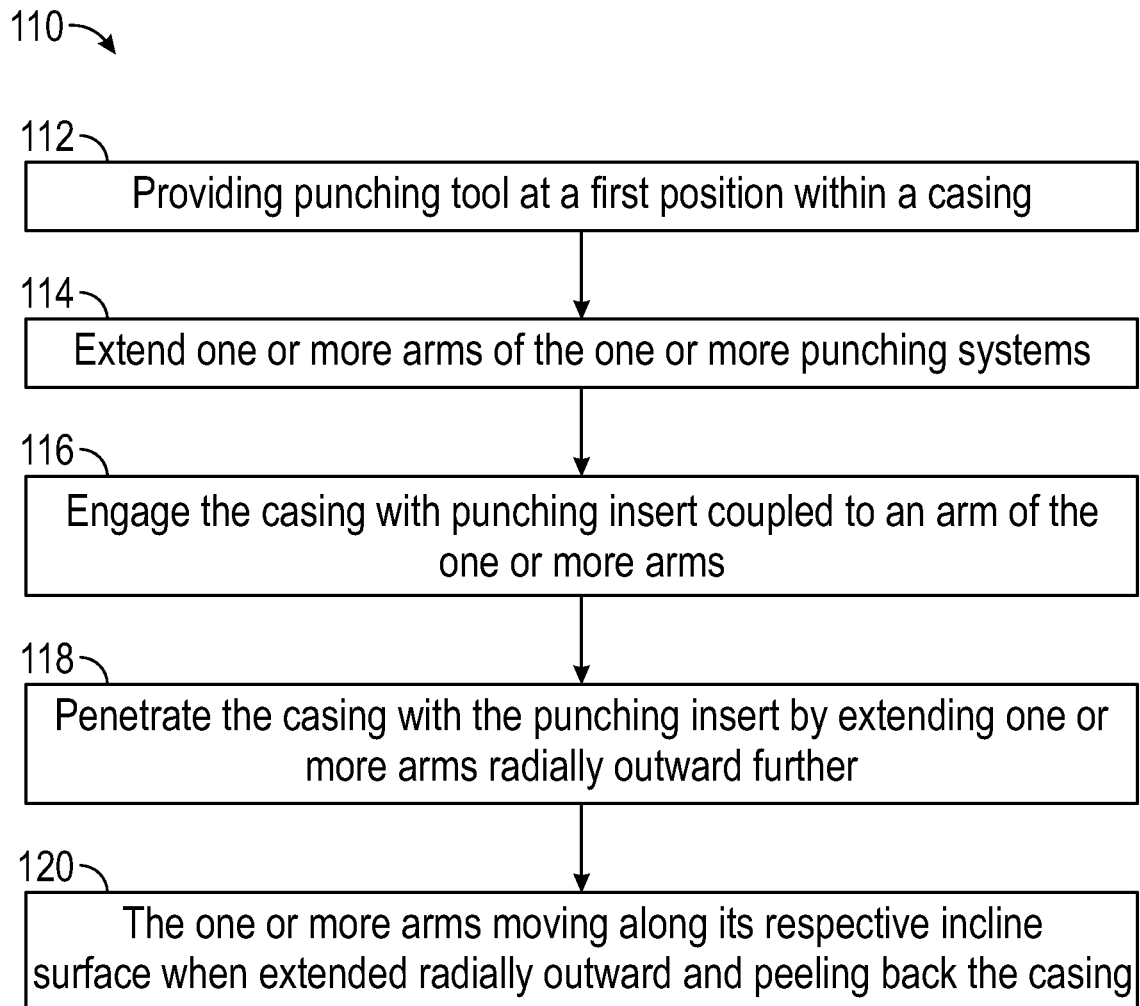 110
112
Providing punching tool at a first position within a casing
114
Extend one or more arms of the one or more punching systems
116
Engage the casing with punching insert coupled to an arm of the
one or more arms
118
Penetrate the casing with the punching insert by extending one or
more arms radially outward further
120
The one or more arms moving along its respective incline
surface when extended radially outward and peeling back the casing